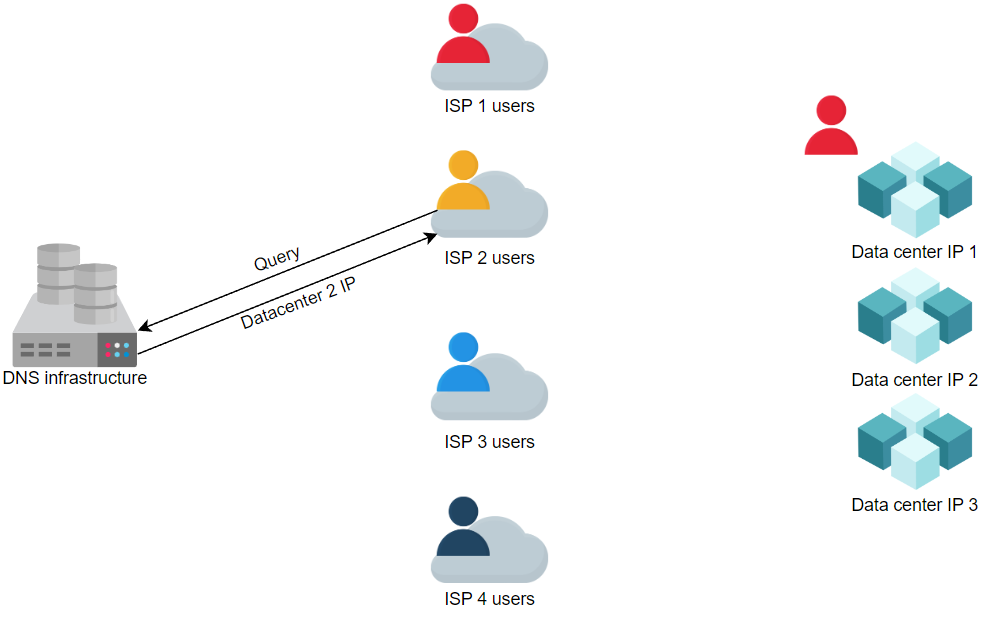 ISP 1 users
Data center IP 1
ISP 2 users
Query
Datacenter 2 IP
DNS infrastructure
Data center IP 2
ISP 3 users
Data center IP 3
ISP 4 users